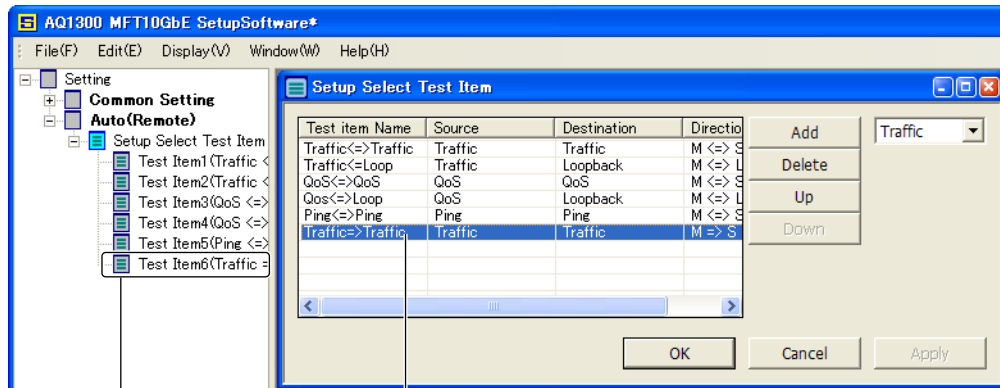 AQ1300 MFT10GbE SetupSoftware*
File(F) Edit(E) Display(V) Window(W) Help(H)
Setting
Common Setting
Auto(Remote)
Setup Select Test Item
Test Item1(Traffic <
Test Item2(Traffic <
Test Item3(QoS <=>
Test Item4(QoS <=>
Test Item5(Ping <=>
Test Item6(Traffic =
Setup Select Test Item
Test item Name Source Destination Directio
Traffic<=>Traffic Traffic Traffic M <=> S
Traffic<=Loop Traffic Loopback M <=> L
QoS<=>QoS QoS QoS M <=> S
Qos<=>Loop QoS Loopback M <=> L
Ping<=>Ping Ping Ping M <=> S
Traffic=>Traffic Traffic Traffic M => S
Add
Delete
Up
Down
Traffic
OK Cancel Apply